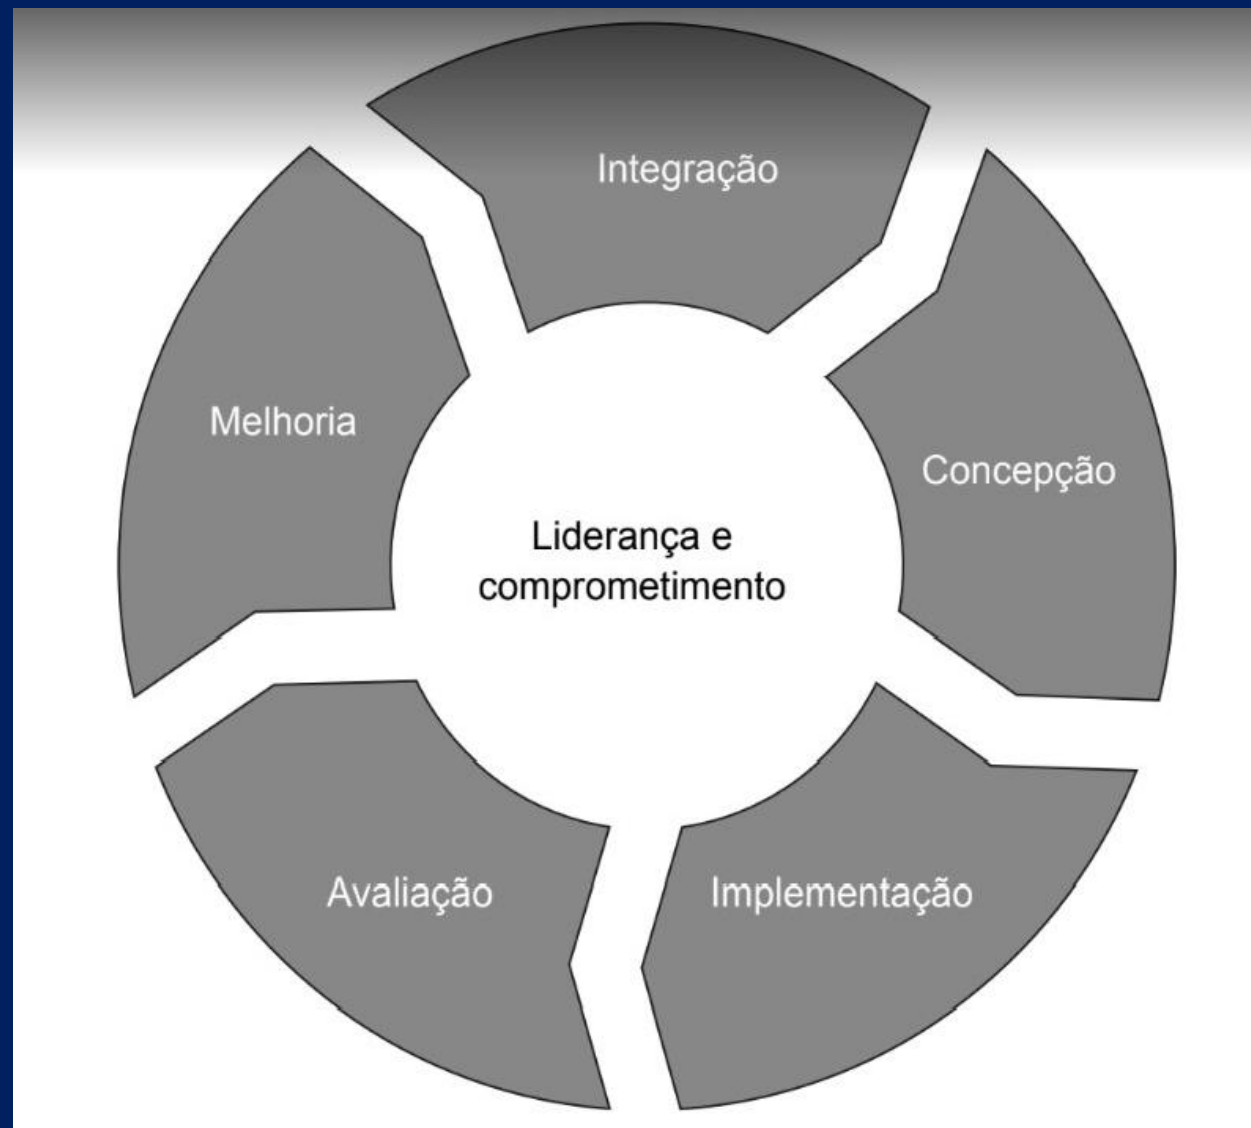 Integração
Melhoria
Concepção
Liderança e
comprometimento
Avaliação
Implementação